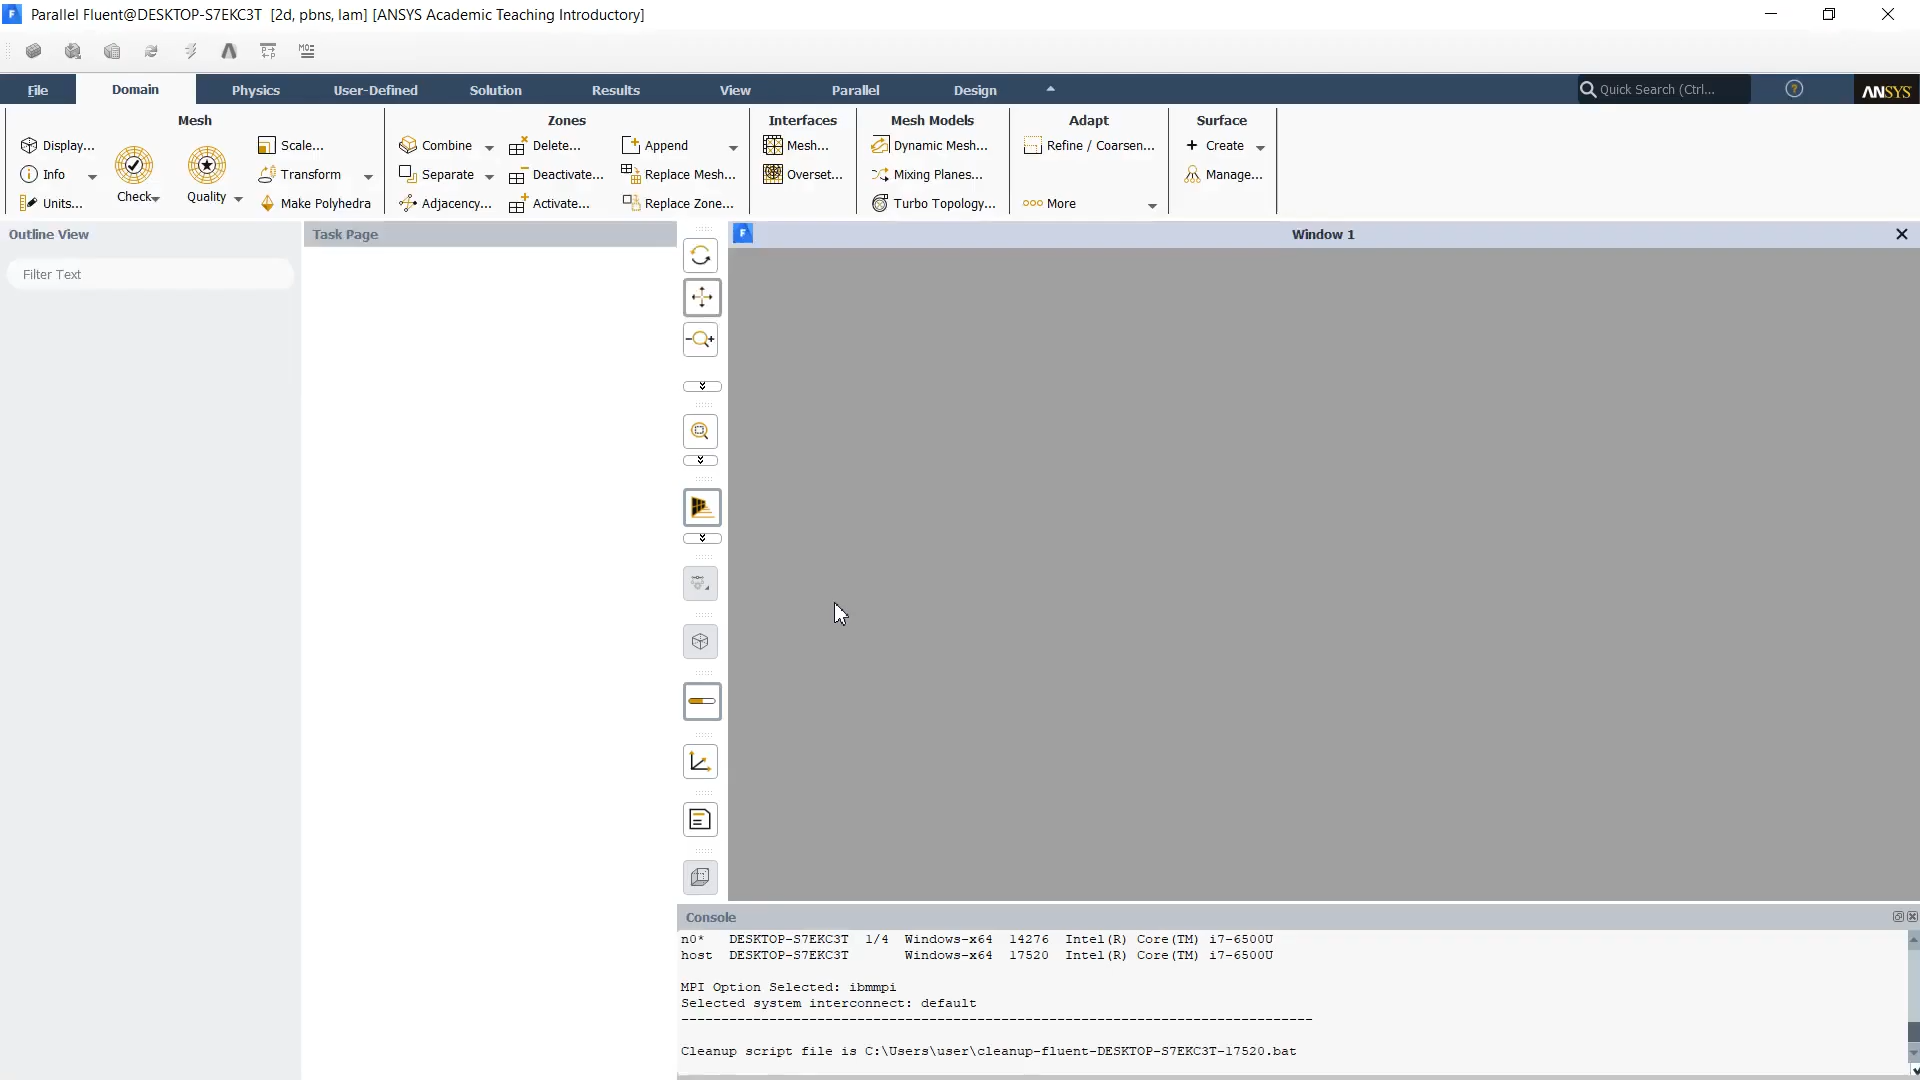 Parallel Fluent@DESKTOP-S7EKC3T [2d, pbns, lam] [ANSYS Academic Teaching Introductory]
File Domain Physics User-Defined Solution Results View Parallel Design Quick Search (Ctrl... ANSYS
Mesh Zones Interfaces Mesh Models Adapt Surface
Display... Scale... Combine Delete... Append Mesh... Dynamic Mesh... Refine / Coarsen... Create
Info Transform Separate Deactivate... Replace Mesh... Overset... Mixing Planes... Manage...
Check Quality
Units... Make Polyhedra Adjacency... Activate... Replace Zone... Turbo Topology... More
Outline View Task Page Window 1
Filter Text
Console
n0* DESKTOP-S7EKC3T 1/4 Windows-x64 14276 Intel(R) Core(TM) i7-6500U
host DESKTOP-S7EKC3T Windows-x64 17520 Intel(R) Core(TM) i7-6500U
MPI Option Selected: ibmmpi
Selected system interconnect: default
-------------------------------------------------------------------------------
Cleanup script file is C:\Users\user\cleanup-fluent-DESKTOP-S7EKC3T-17520.bat